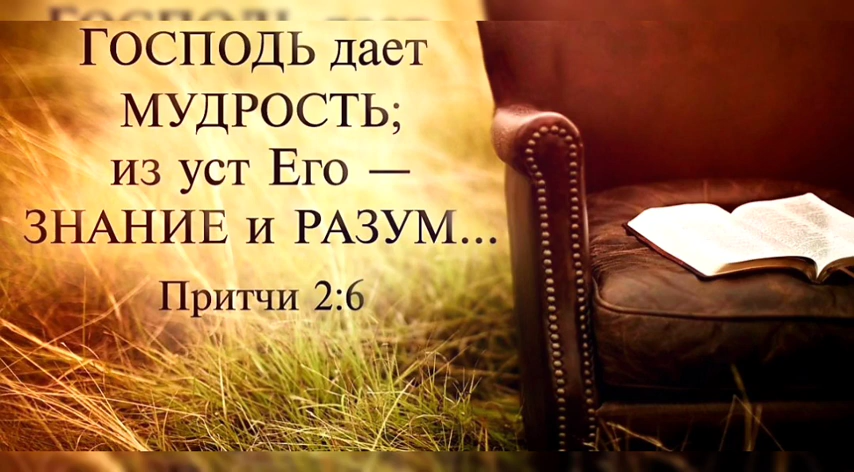 ГОСПОДЬ дает
МУДРОСТЬ;
из уст Его —
ЗНАНИЕ и РАЗУМ...
Притчи 2:6